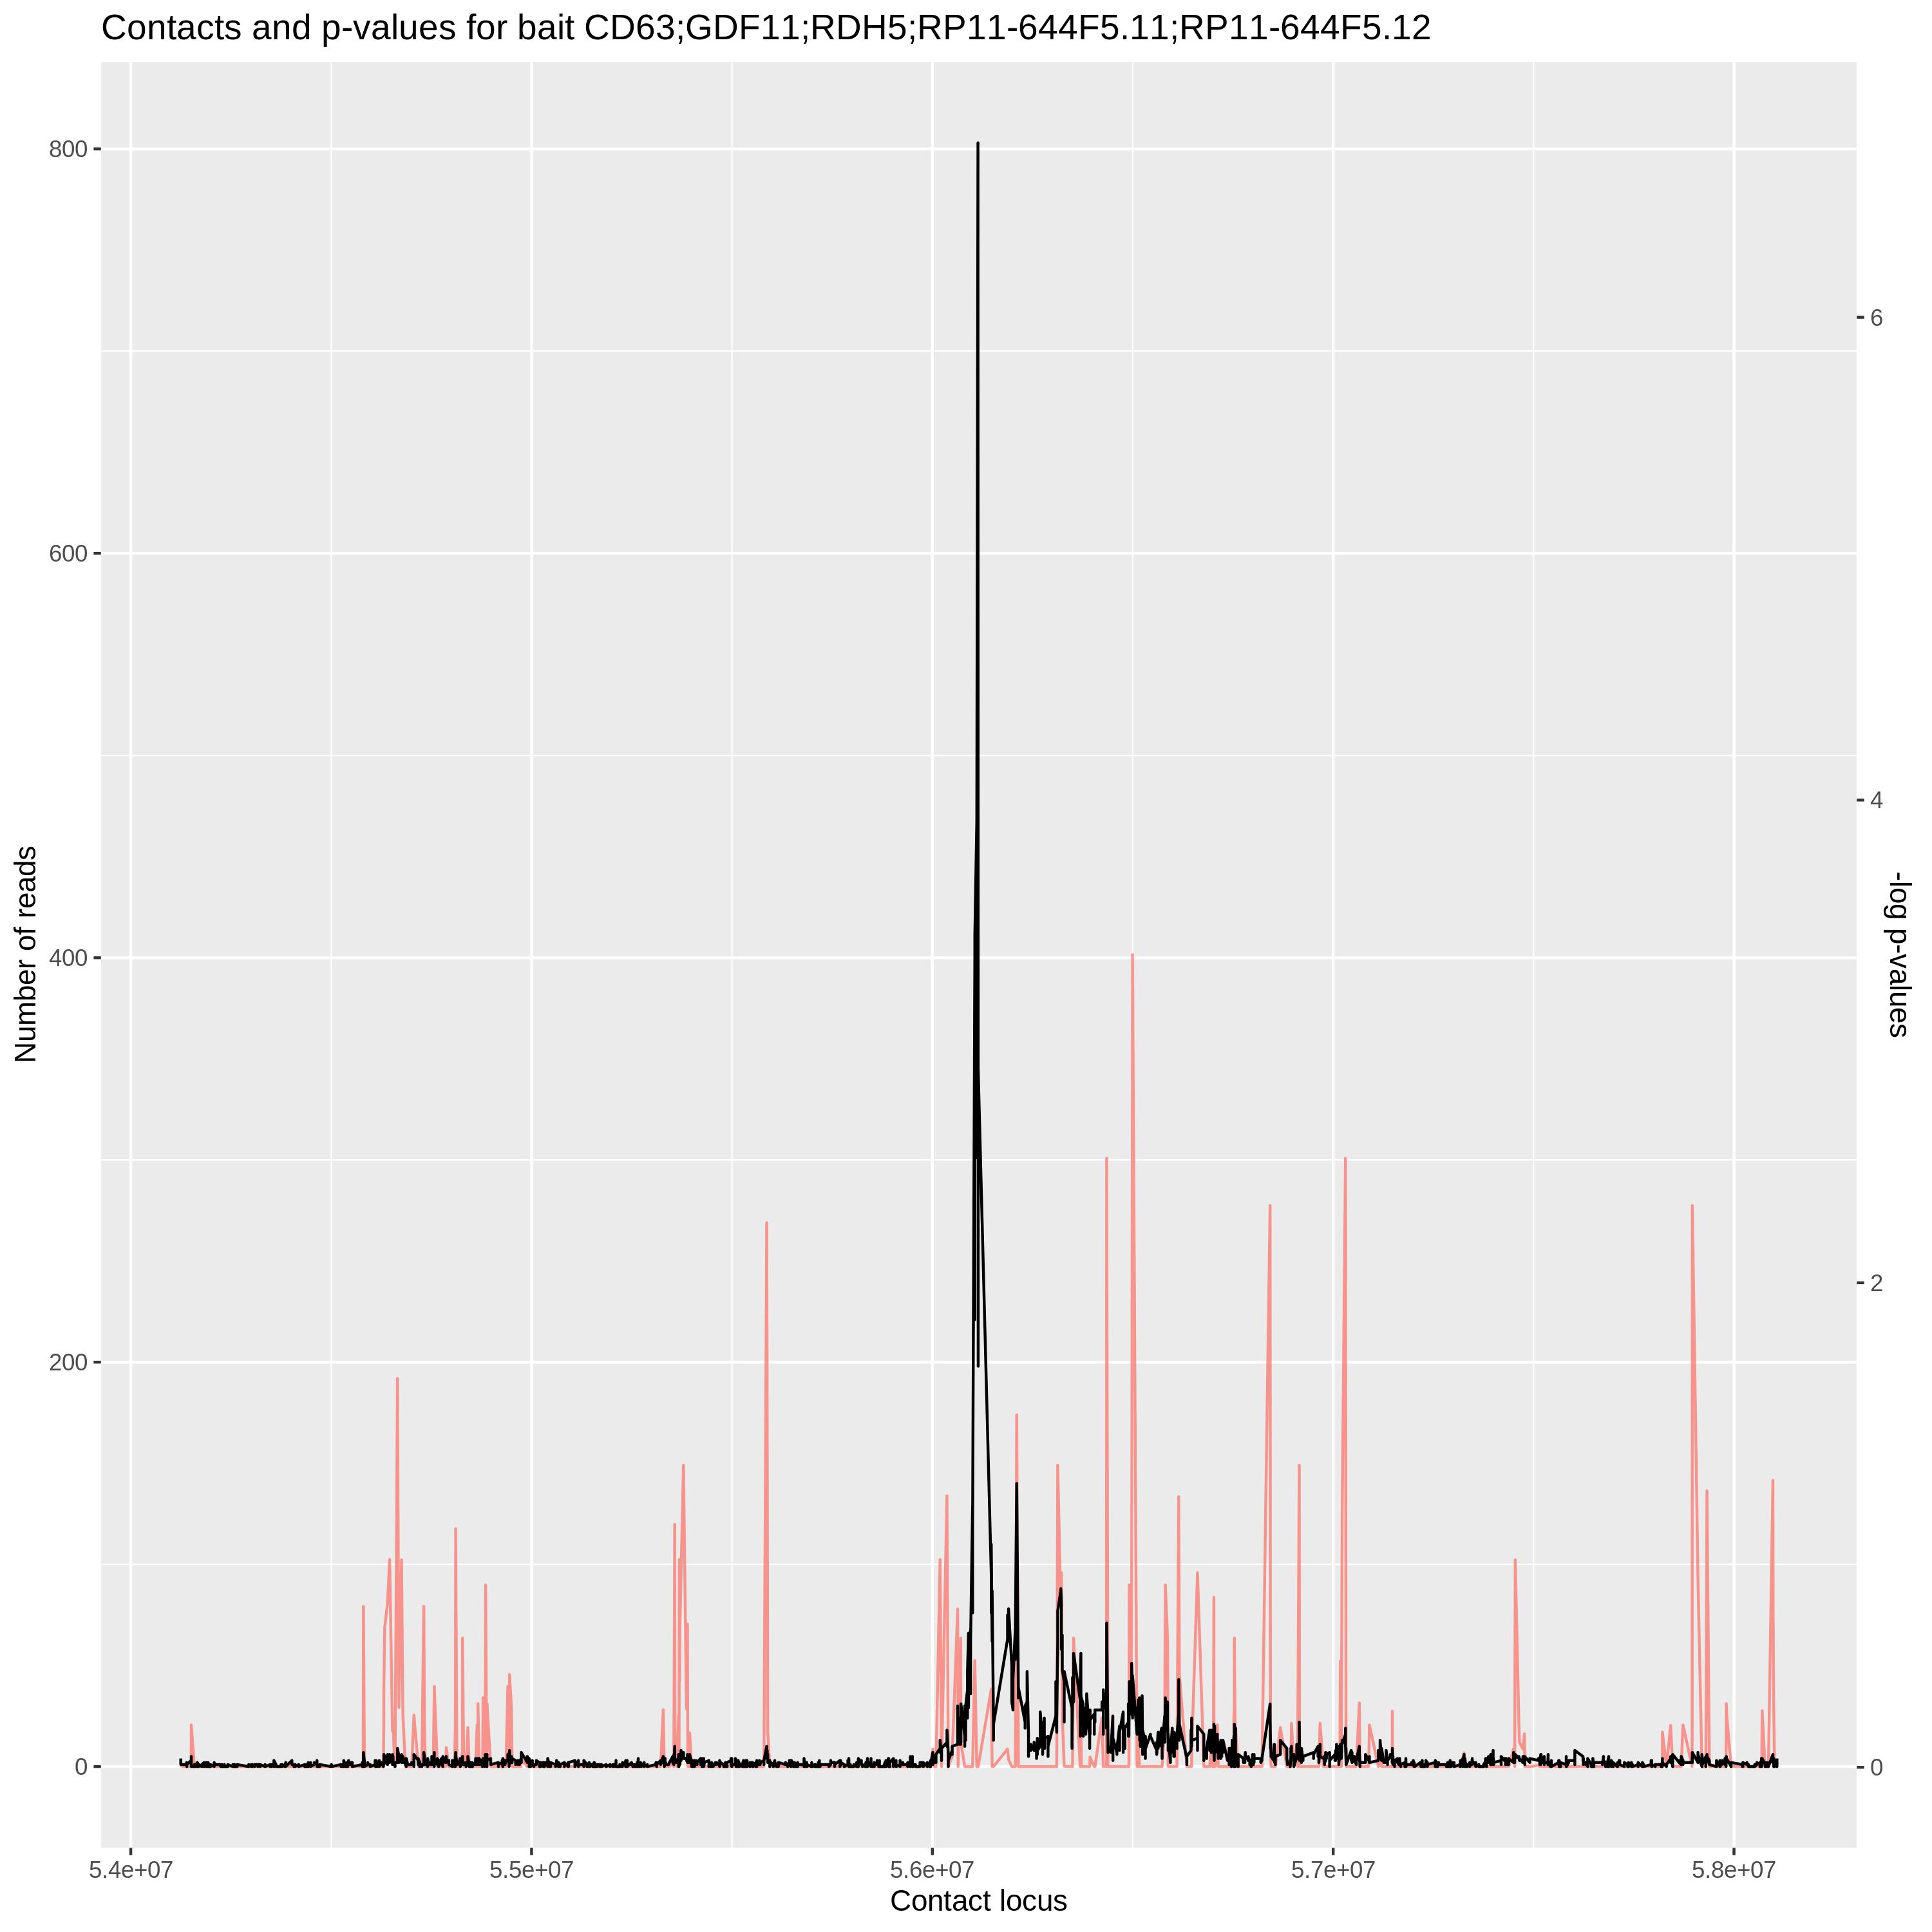 Contacts and p-values for bait CD63;GDF11;RDH5;RP11-644F5.11;RP11-644F5.12
800
600
400
200
0
Number of reads
6
4
2
0
-log p-values
5.4e+07
5.5e+07
5.6e+07
5.7e+07
5.8e+07
Contact locus